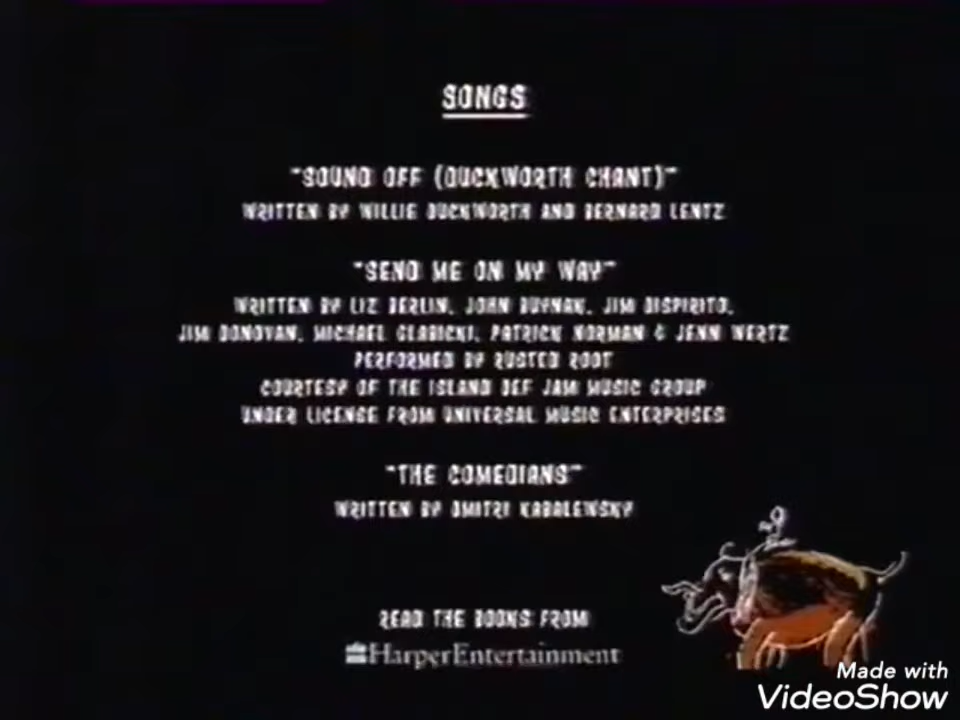 SONGS
"SOUND OFF (DUCKWORTH CHANT)"
WRITTEN BY WILLIE DUCKWORTH AND BERNARD LENTZ
"SEND ME ON MY WAY"
WRITTEN BY LIZ BERLIN, JOHN BUYNAK, JIM DISPIRITO,
JIM DONOVAN, MICHAEL GLABICKI, PATRICK NORMAN & JENN WERTZ
PERFORMED BY RUSTED ROOT
COURTESY OF THE ISLAND DEF JAM MUSIC GROUP
UNDER LICENSE FROM UNIVERSAL MUSIC ENTERPRISES
"THE COMEDIANS"
WRITTEN BY DMITRI KABALEWSKY
READ THE BOOKS FROM
HarperEntertainment
Made with
VideoShow